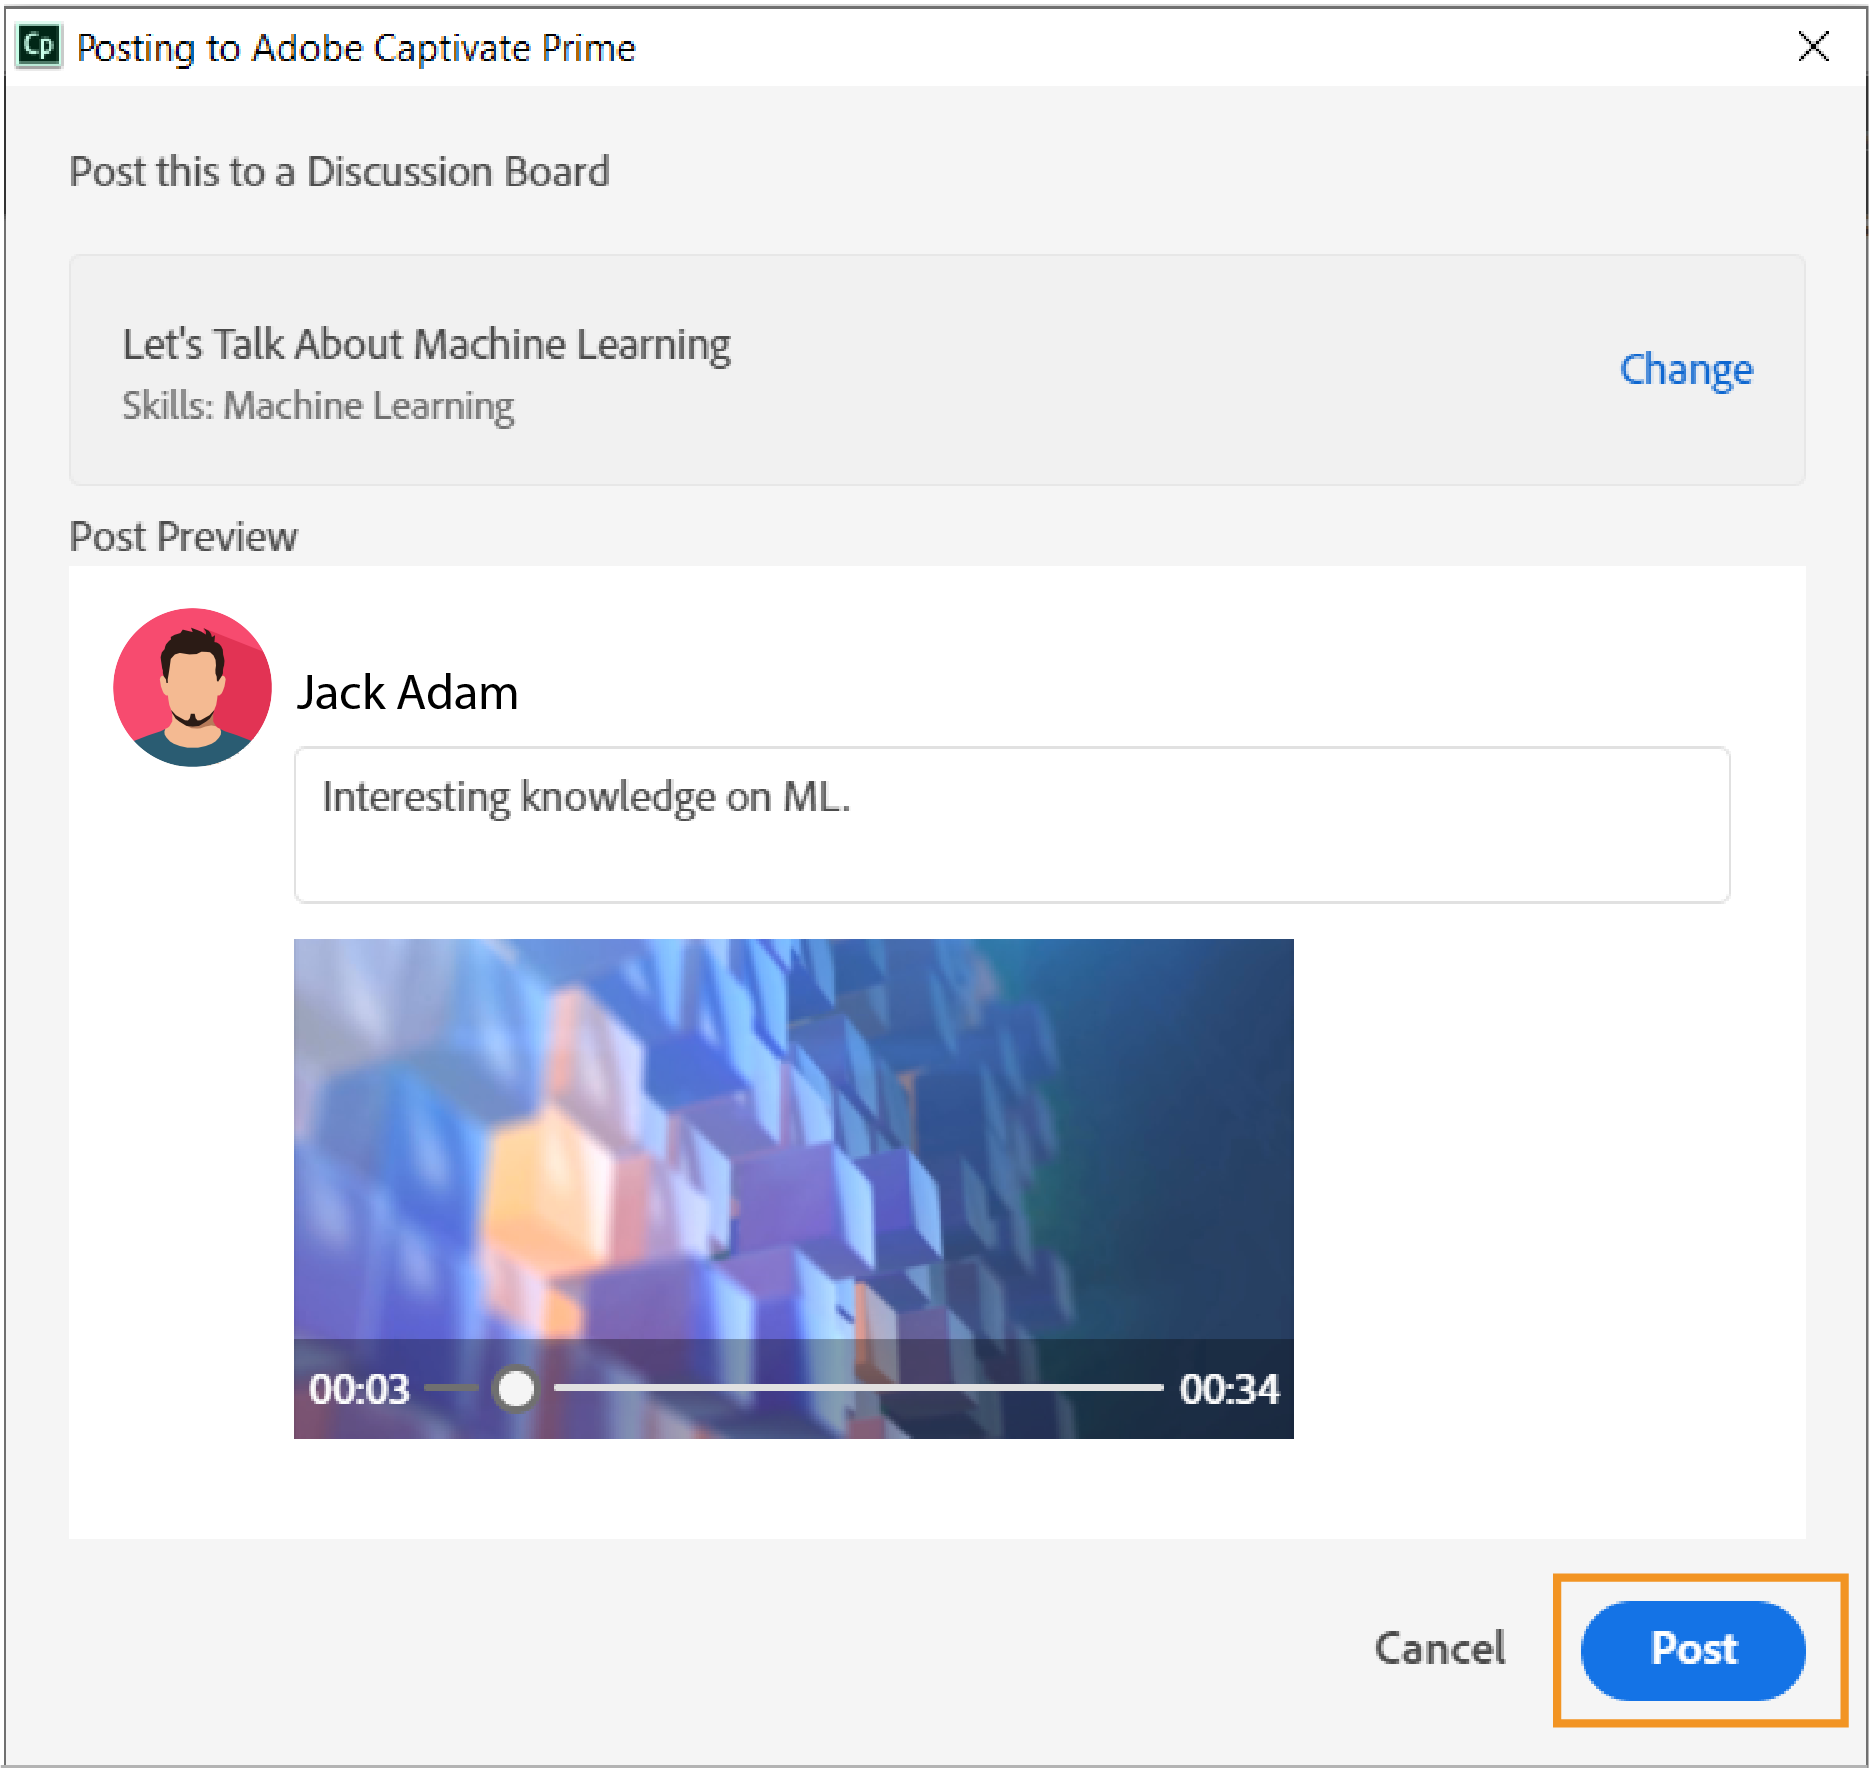 Cp Posting to Adobe Captivate Prime
Post this to a Discussion Board
Let's Talk About Machine Learning
Skills: Machine Learning
Change
Post Preview
Jack Adam
Interesting knowledge on ML.
00:03 00:34
Cancel Post